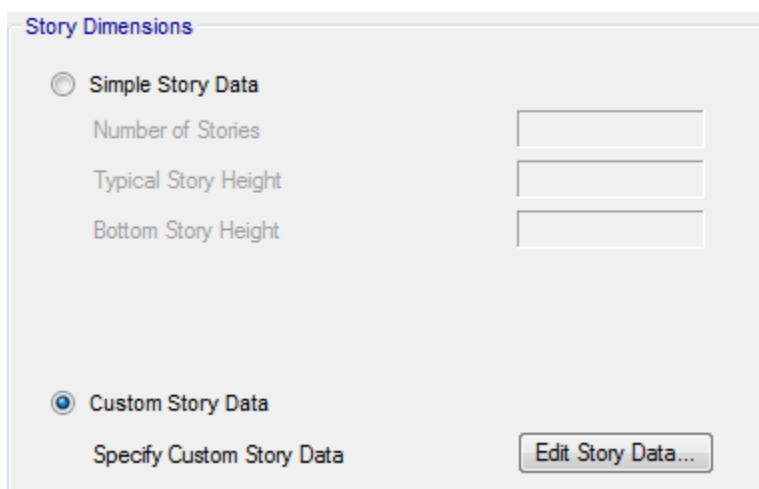 Story Dimensions
Simple Story Data
Number of Stories
Typical Story Height
Bottom Story Height
Custom Story Data
Specify Custom Story Data Edit Story Data...